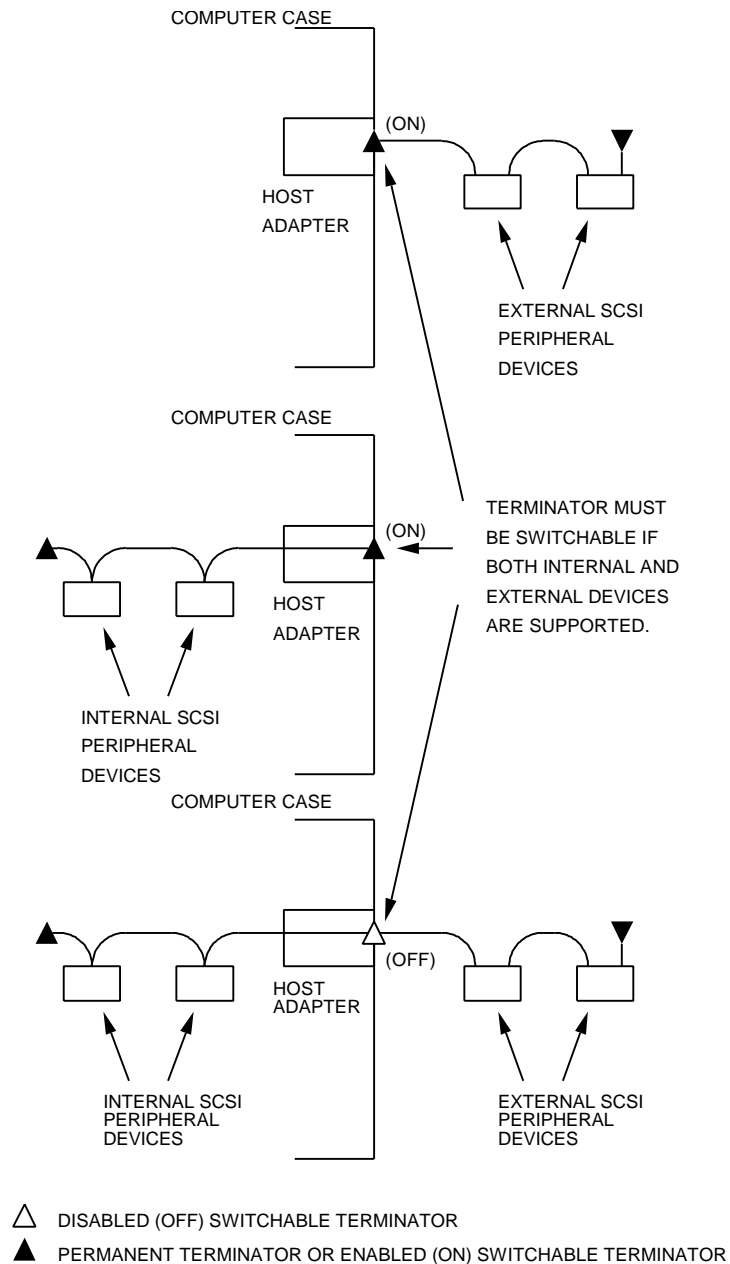 COMPUTER CASE
(ON)
HOST
ADAPTER
EXTERNAL SCSI
PERIPHERAL
DEVICES
COMPUTER CASE
(ON)
HOST
ADAPTER
TERMINATOR MUST
BE SWITCHABLE IF
BOTH INTERNAL AND
EXTERNAL DEVICES
ARE SUPPORTED.
INTERNAL SCSI
PERIPHERAL
DEVICES
COMPUTER CASE
(OFF)
HOST
ADAPTER
INTERNAL SCSI
PERIPHERAL
DEVICES
EXTERNAL SCSI
PERIPHERAL
DEVICES
DISABLED (OFF) SWITCHABLE TERMINATOR
PERMANENT TERMINATOR OR ENABLED (ON) SWITCHABLE TERMINATOR